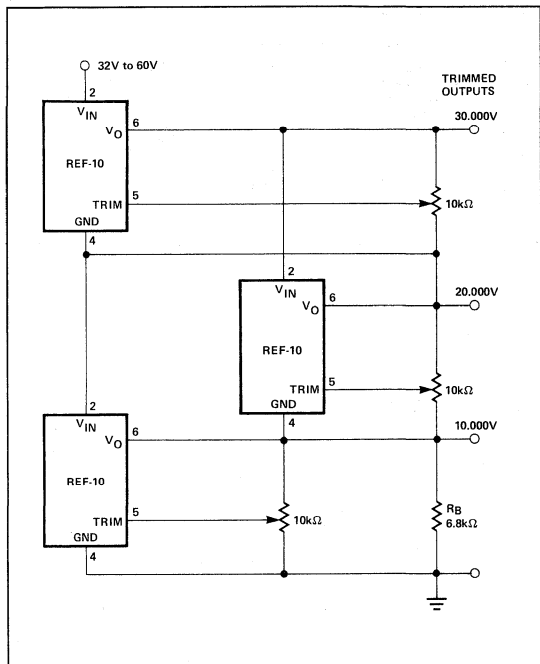 32V to 60V
TRIMMED
OUTPUTS
2
VIN
VO
6
30.000V
REF-10
TRIM
5
10kΩ
GND
4
2
VIN
VO
6
20.000V
REF-10
TRIM
5
10kΩ
GND
4
2
VIN
VO
6
10.000V
REF-10
TRIM
5
10kΩ
RB
6.8kΩ
GND
4